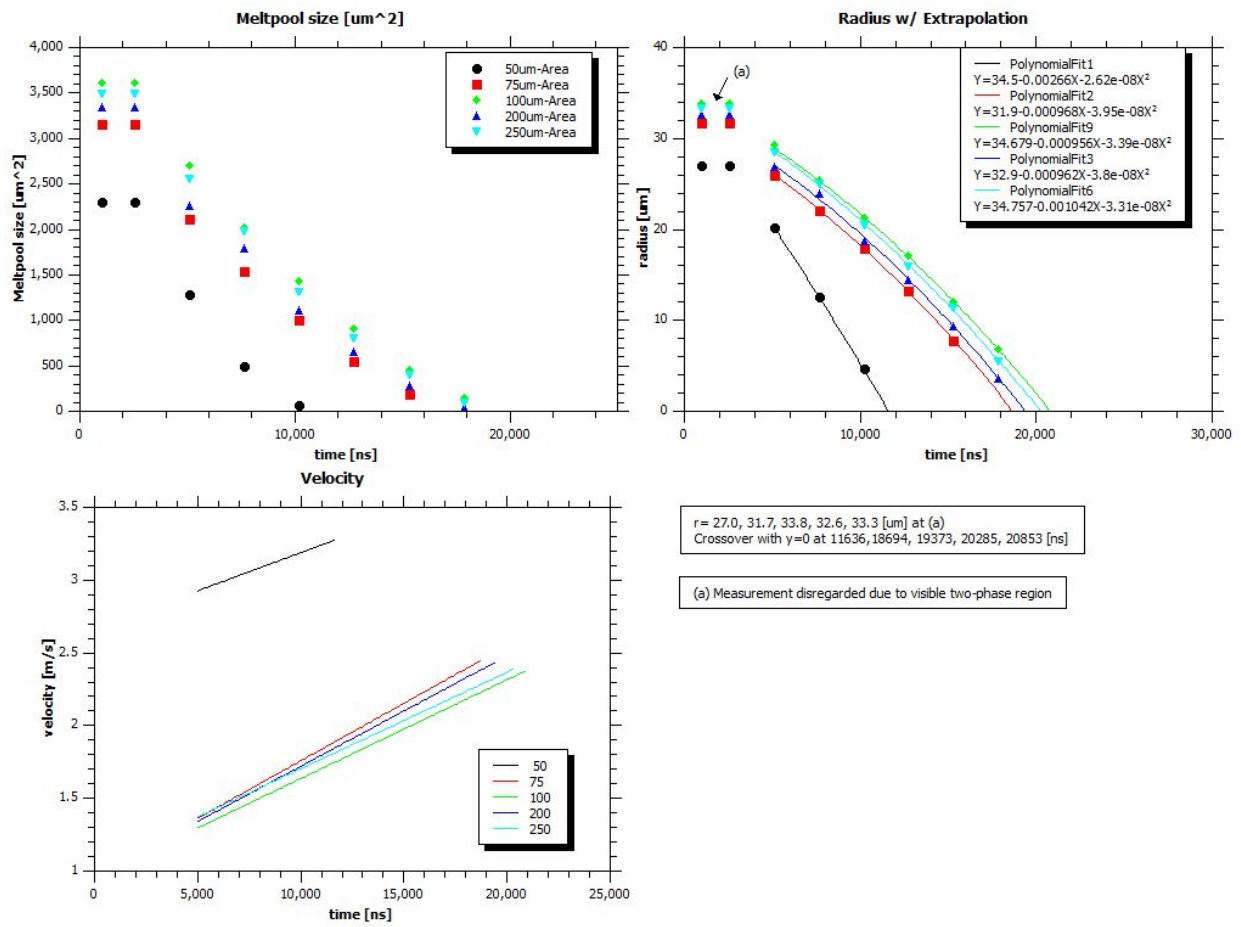 Meltpool size [um^2]
4,000
3,500
3,000
2,500
2,000
1,500
1,000
500
0
Meltpool size [um^2]
50um-Area
75um-Area
100um-Area
200um-Area
250um-Area
0
10,000
20,000
time [ns]
Radius w/ Extrapolation
40
30
20
10
0
radius [um]
(a)
PolynomialFit1
Y=34.5-0.00266X-2.62e-08X²
PolynomialFit2
Y=31.9-0.000968X-3.95e-08X²
PolynomialFit9
Y=34.679-0.000956X-3.39e-08X²
PolynomialFit3
Y=32.9-0.000962X-3.8e-08X²
PolynomialFit6
Y=34.757-0.001042X-3.31e-08X²
0
10,000
20,000
30,000
time [ns]
Velocity
3.5
3
2.5
2
1.5
1
velocity [m/s]
50
75
100
200
250
0
5,000
10,000
15,000
20,000
25,000
time [ns]
r= 27.0, 31.7, 33.8, 32.6, 33.3 [um] at (a)
Crossover with y=0 at 11636,18694, 19373, 20285, 20853 [ns]
(a) Measurement disregarded due to visible two-phase region